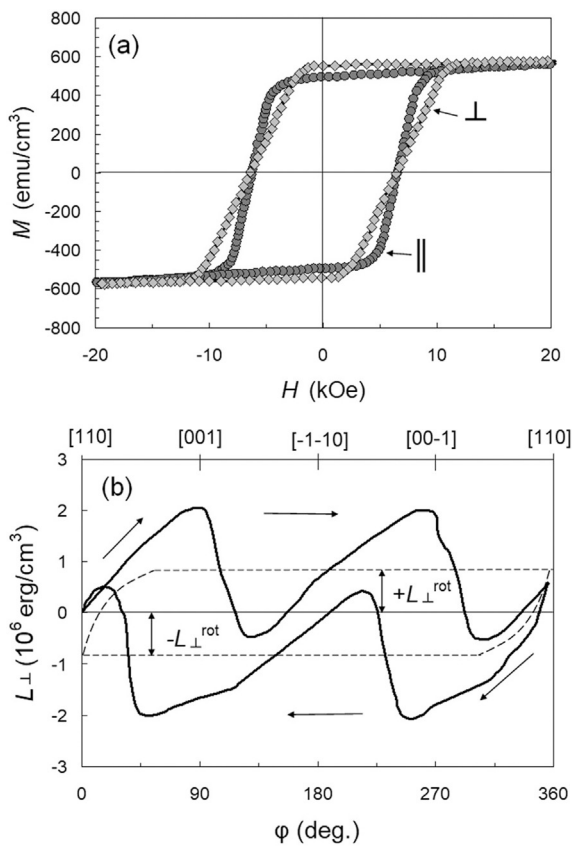 (a)
800
600
400
200
0
-200
-400
-600
-800
M (emu/cm³)
⊥
||
-20 -10 0 10 20
H (kOe)
[110] [001] [-1-10] [00-1] [110]
(b)
3
2
1
0
-1
-2
-3
L⊥ (10⁶ erg/cm³)
+L⊥ʳᵒᵗ
-L⊥ʳᵒᵗ
0 90 180 270 360
φ (deg.)